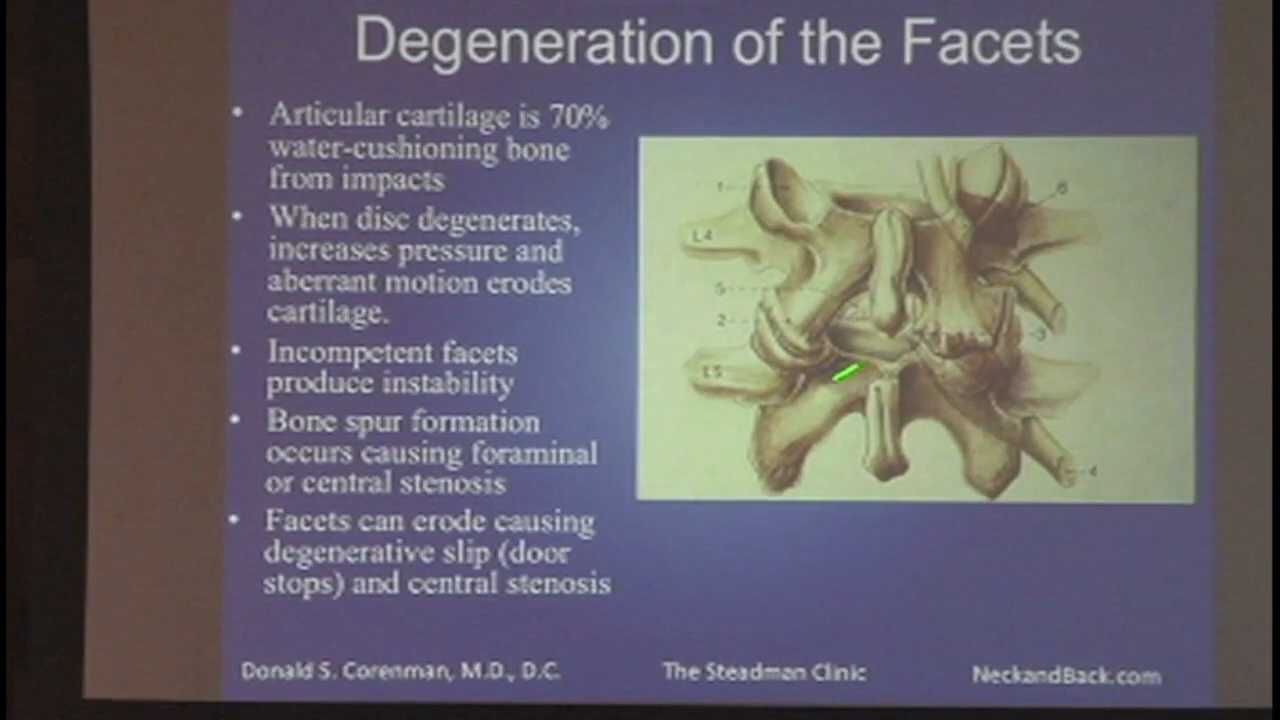 Degeneration of the Facets
• Articular cartilage is 70%
water-cushioning bone
from impacts
• When disc degenerates,
increases pressure and
aberrant motion erodes
cartilage.
• Incompetent facets
produce instability
• Bone spur formation
occurs causing foraminal
or central stenosis
• Facets can erode causing
degenerative slip (door
stops) and central stenosis
1
6
L4
5
2
3
L5
4
Donald S. Corenman, M.D., D.C.
The Steadman Clinic
NeckandBack.com